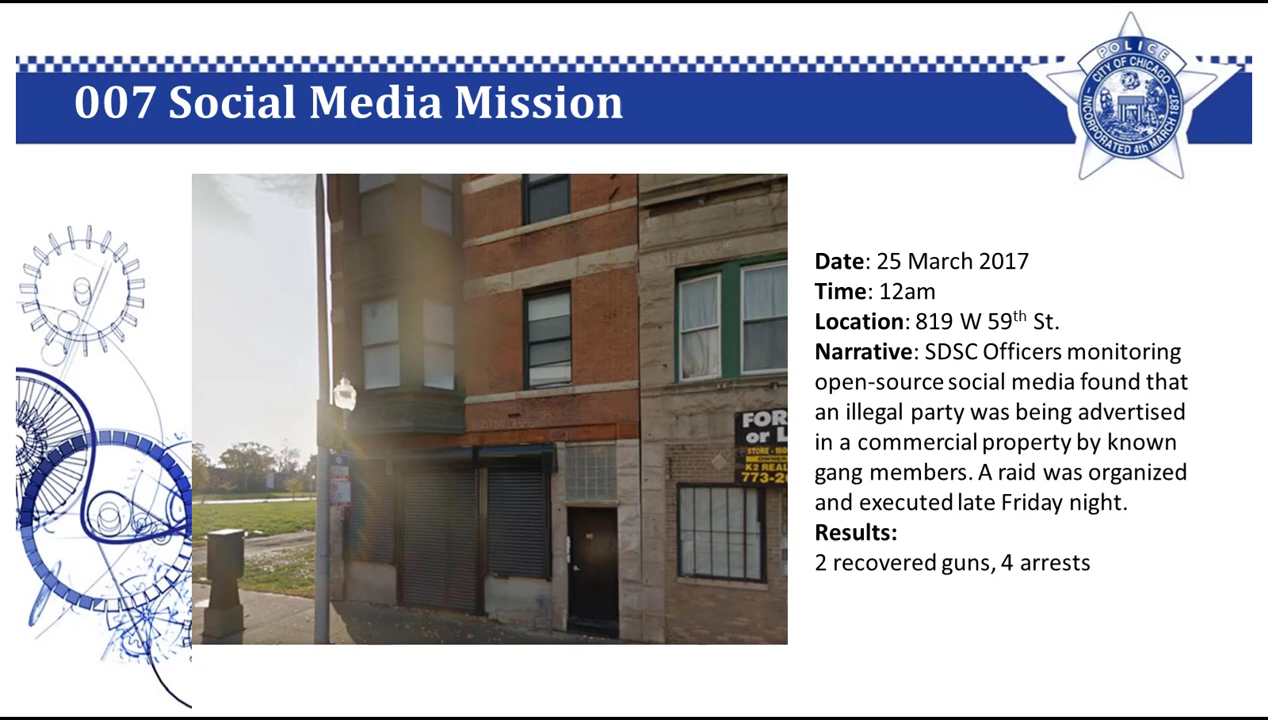 POLICE
CITY OF CHICAGO
INCORPORATED 4th MARCH 1837
007 Social Media Mission
FOR
or L
STORE - 
OWNER
K2 REAL
773-2
Date: 25 March 2017
Time: 12am
Location: 819 W 59th St.
Narrative: SDSC Officers monitoring
open-source social media found that
an illegal party was being advertised
in a commercial property by known
gang members. A raid was organized
and executed late Friday night.
Results:
2 recovered guns, 4 arrests